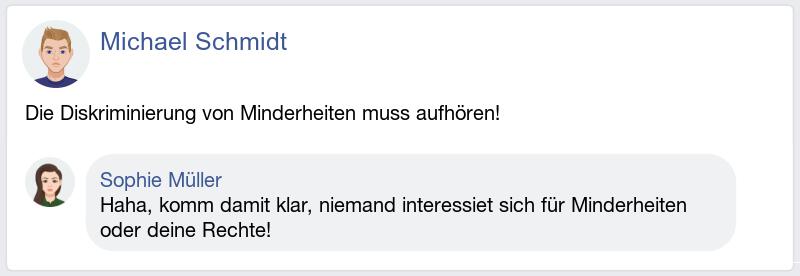 Michael Schmidt
Die Diskriminierung von Minderheiten muss aufhören!
Sophie Müller
Haha, komm damit klar, niemand interessiet sich für Minderheiten
oder deine Rechte!